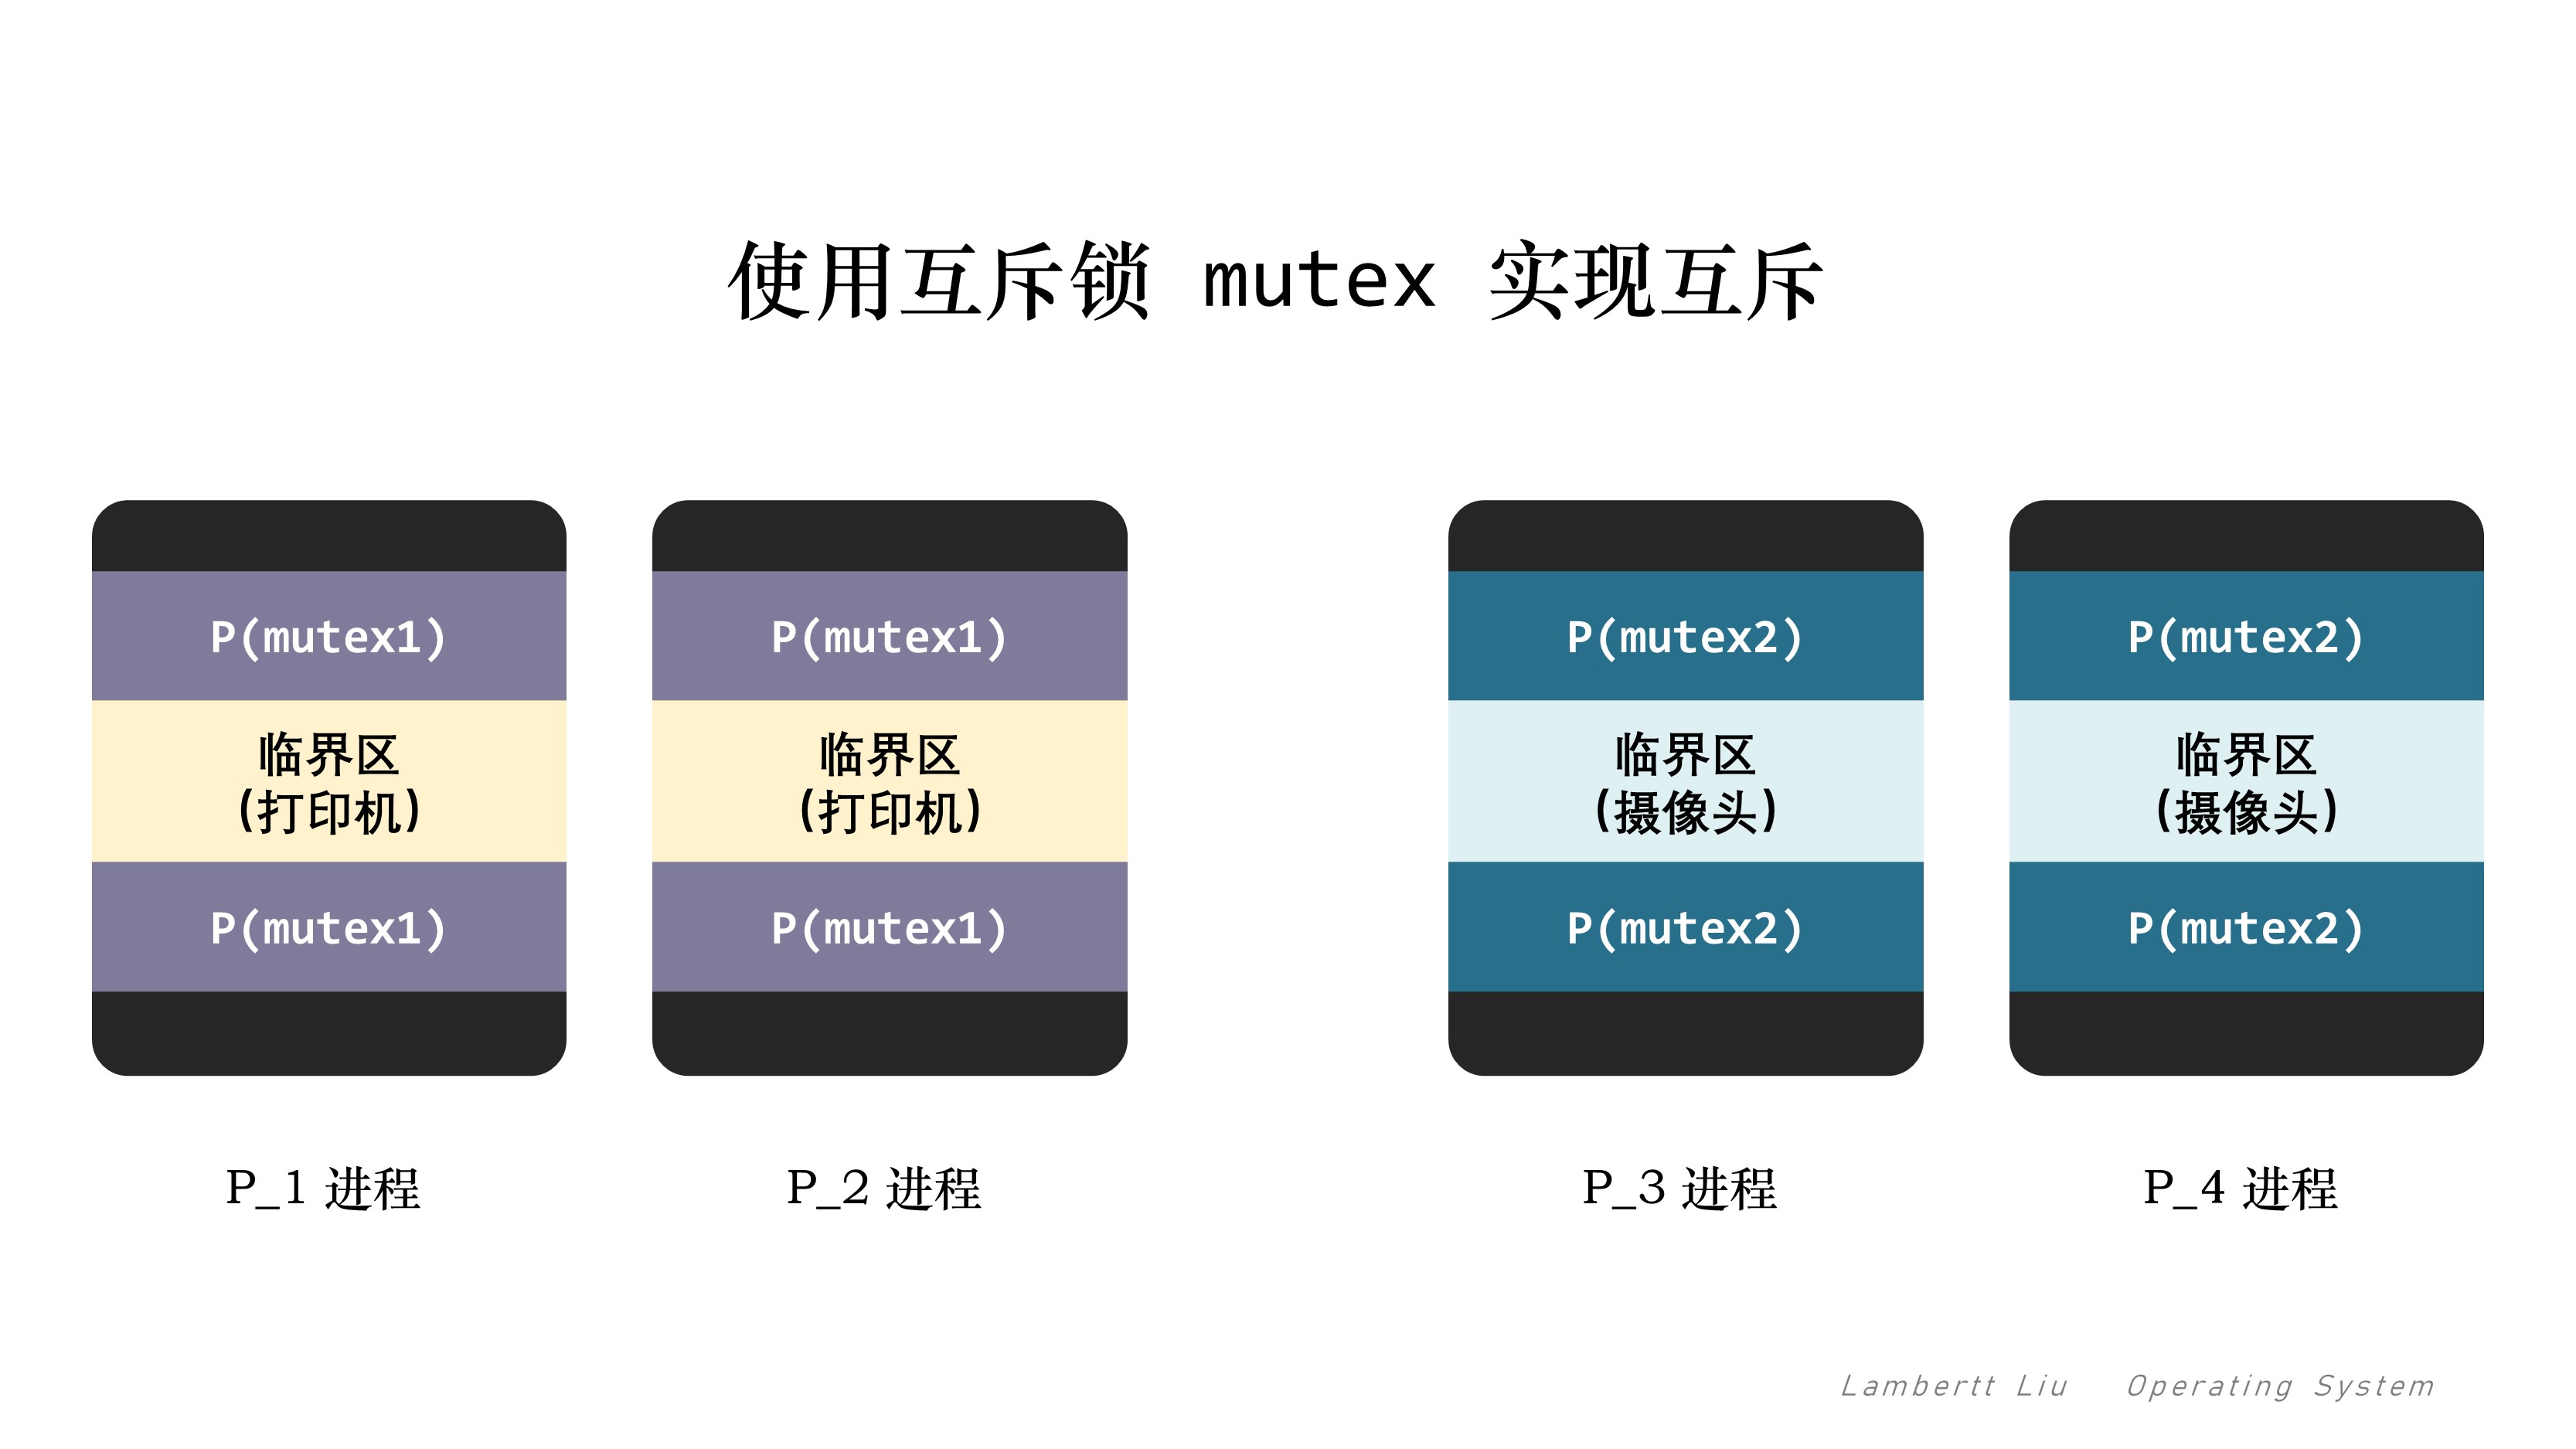 使用互斥锁 mutex 实现互斥
P(mutex1)
临界区
(打印机)
P(mutex1)
P_1 进程
P(mutex1)
临界区
(打印机)
P(mutex1)
P_2 进程
P(mutex2)
临界区
(摄像头)
P(mutex2)
P_3 进程
P(mutex2)
临界区
(摄像头)
P(mutex2)
P_4 进程
Lambertt Liu Operating System